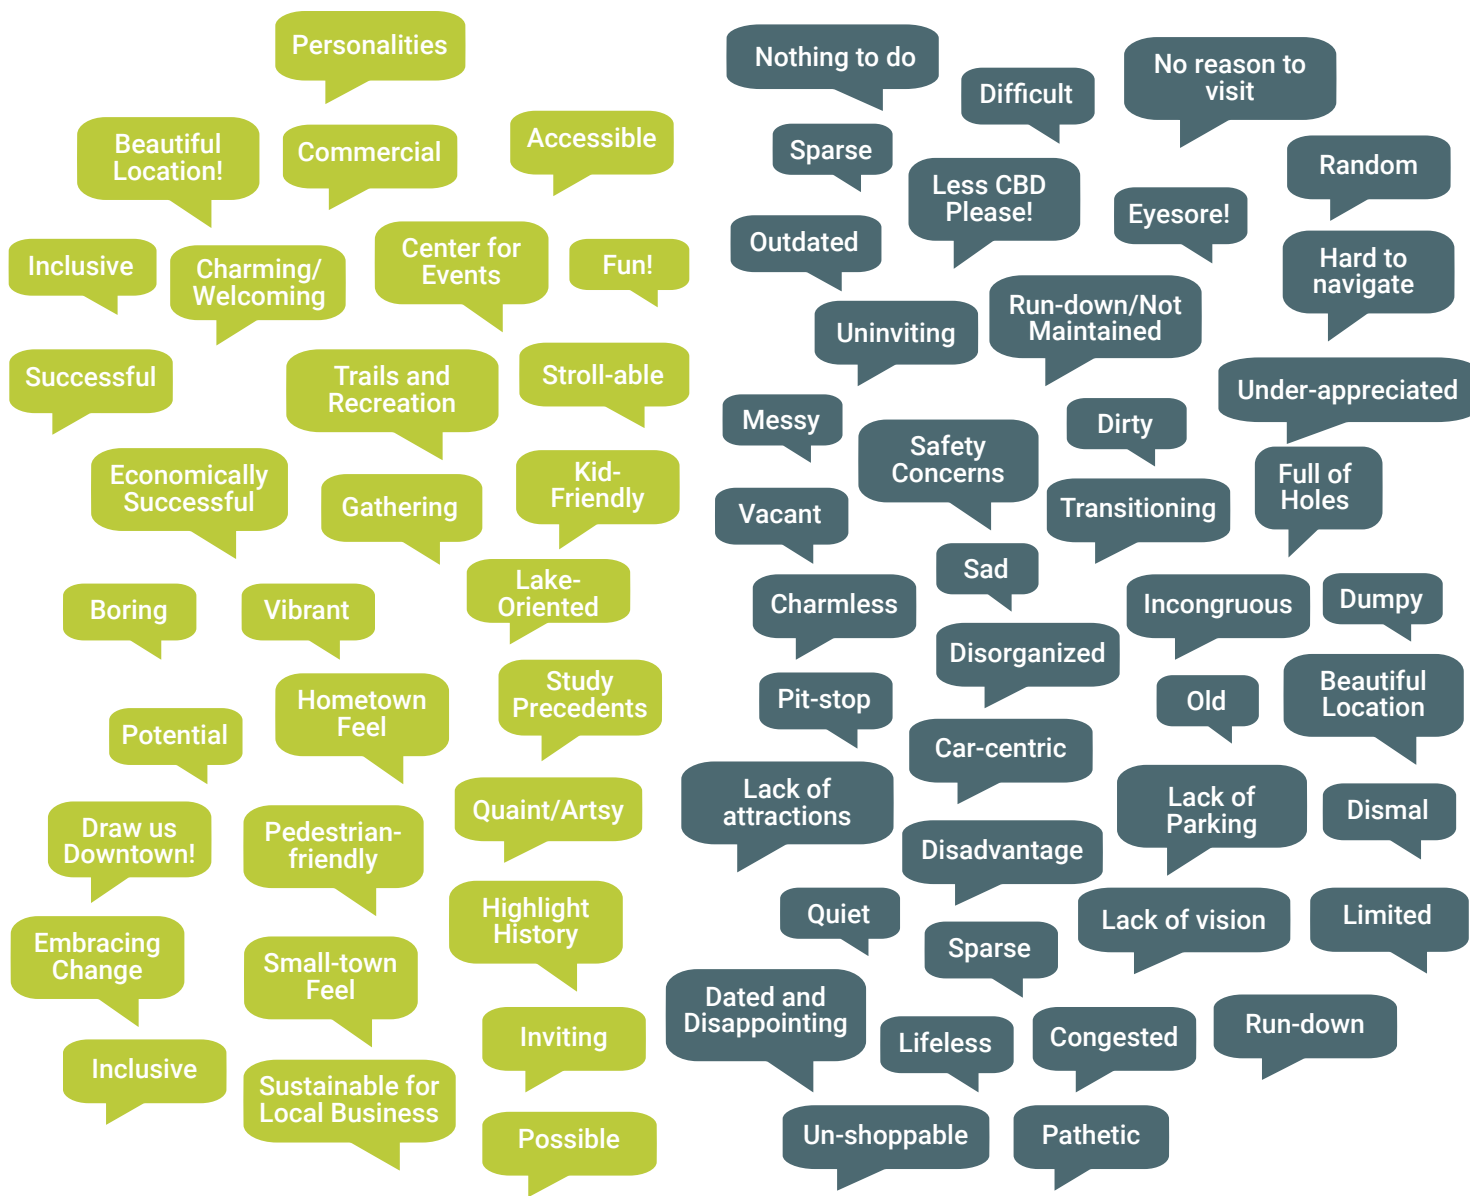 Personalities
Beautiful
Location!
Commercial
Accessible
Inclusive
Charming/
Welcoming
Center for
Events
Fun!
Successful
Trails and
Recreation
Stroll-able
Economically
Successful
Gathering
Kid-
Friendly
Boring
Vibrant
Lake-
Oriented
Potential
Hometown
Feel
Study
Precedents
Draw us
Downtown!
Pedestrian-
friendly
Quaint/Artsy
Embracing
Change
Small-town
Feel
Highlight
History
Inclusive
Sustainable for
Local Business
Inviting
Possible
Nothing to do
Difficult
No reason to
visit
Sparse
Less CBD
Please!
Eyesore!
Random
Outdated
Hard to
navigate
Uninviting
Run-down/Not
Maintained
Under-appreciated
Messy
Safety
Concerns
Dirty
Full of
Holes
Vacant
Transitioning
Sad
Charmless
Incongruous
Dumpy
Disorganized
Pit-stop
Old
Beautiful
Location
Car-centric
Lack of
attractions
Lack of
Parking
Dismal
Disadvantage
Quiet
Sparse
Lack of vision
Limited
Dated and
Disappointing
Lifeless
Congested
Run-down
Un-shoppable
Pathetic